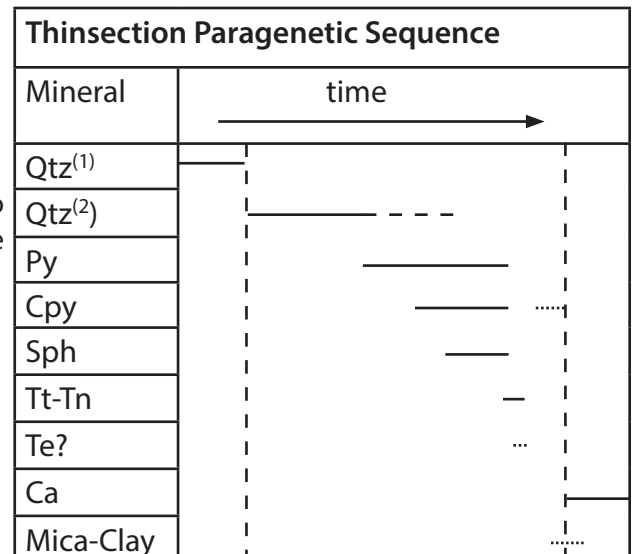 Thinsection Paragenetic Sequence
Mineral
time
Qtz(1)
Qtz(2)
Py
Cpy
Sph
Tt-Tn
Te?
Ca
Mica-Clay